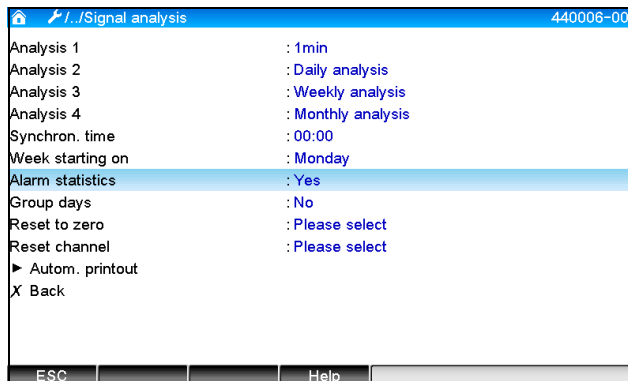 /../Signal analysis 440006-00
Analysis 1 : 1min
Analysis 2 : Daily analysis
Analysis 3 : Weekly analysis
Analysis 4 : Monthly analysis
Synchron. time : 00:00
Week starting on : Monday
Alarm statistics : Yes
Group days : No
Reset to zero : Please select
Reset channel : Please select
► Autom. printout
X Back
ESC Help